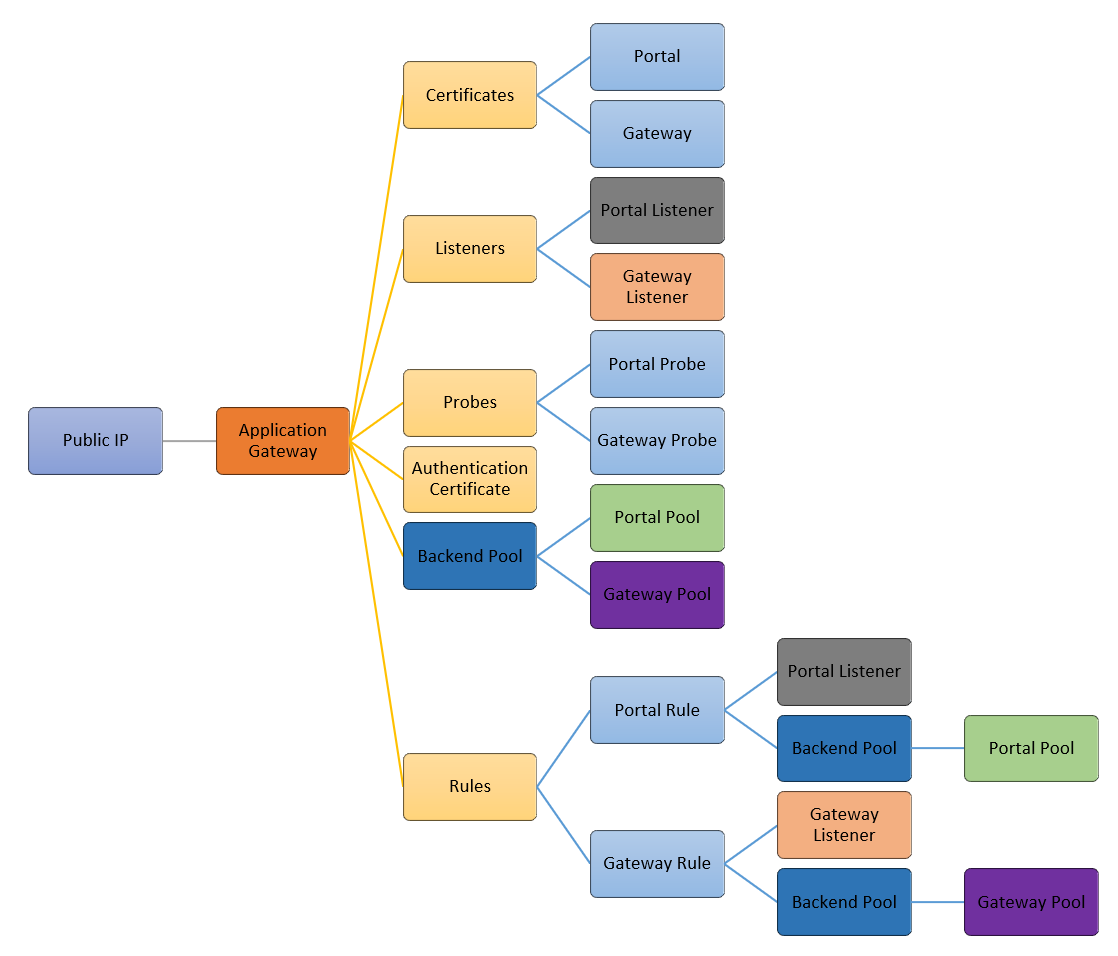 Public IP
Application
Gateway
Certificates
Portal
Gateway
Listeners
Portal Listener
Gateway
Listener
Probes
Portal Probe
Gateway Probe
Authentication
Certificate
Backend Pool
Portal Pool
Gateway Pool
Rules
Portal Rule
Portal Listener
Backend Pool
Portal Pool
Gateway Rule
Gateway
Listener
Backend Pool
Gateway Pool